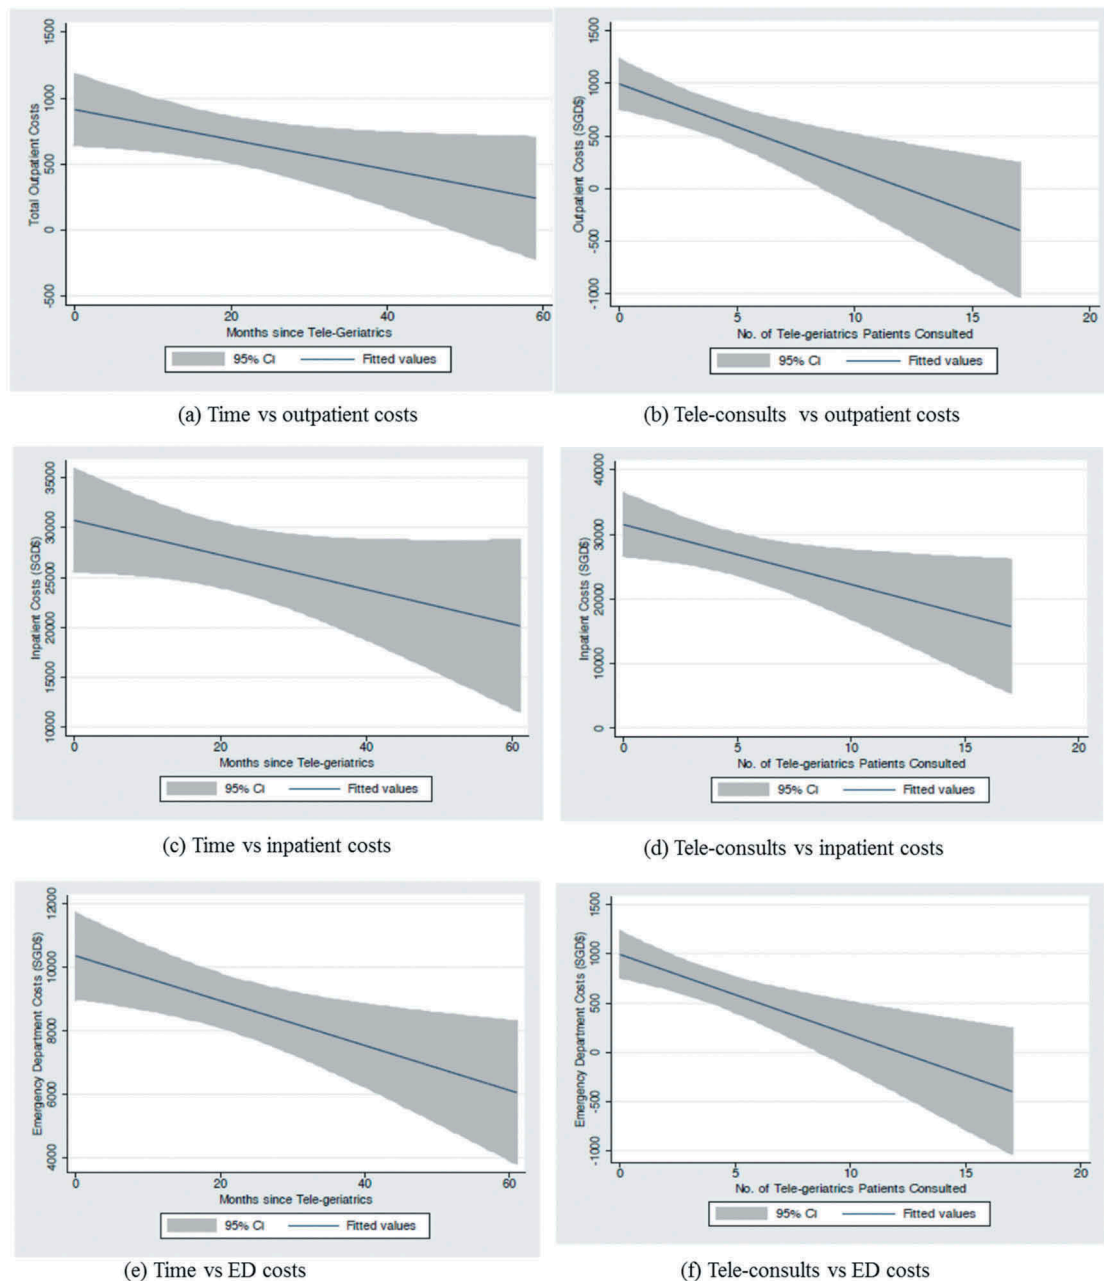 1500
1000
500
0
-500
Total Outpatient Costs
0 20 40 60
Months since Tele-Geriatrics
95% CI Fitted values
(a) Time vs outpatient costs
1500
1000
500
0
-500
-1000
Outpatient Costs (SGD$)
0 5 10 15 20
No. of Tele-geriatrics Patients Consulted
95% CI Fitted values
(b) Tele-consults vs outpatient costs
35000
30000
25000
20000
15000
10000
Inpatient Costs (SGD$)
0 20 40 60
Months since Tele-geriatrics
95% CI Fitted values
(c) Time vs inpatient costs
40000
30000
20000
10000
0
Inpatient Costs (SGD$)
0 5 10 15 20
No. of Tele-geriatrics Patients Consulted
95% CI Fitted values
(d) Tele-consults vs inpatient costs
12000
10000
8000
6000
4000
Emergency Department Costs (SGD$)
0 20 40 60
Months since Tele-geriatrics
95% CI Fitted values
(e) Time vs ED costs
1500
1000
500
0
-500
-1000
Emergency Department Costs (SGD$)
0 5 10 15 20
No. of Tele-geriatrics Patients Consulted
95% CI Fitted values
(f) Tele-consults vs ED costs